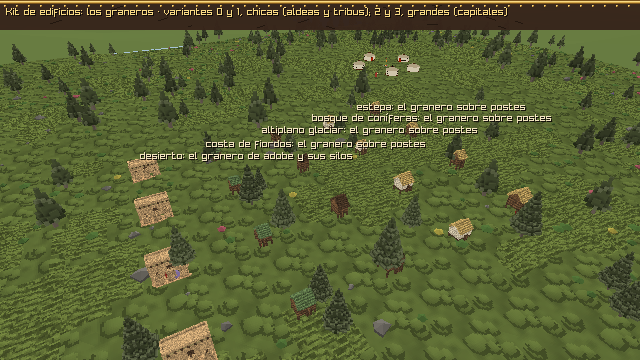 Kit de edificios: los graneros · variantes 0 y 1, chicas (aldeas y tribus); 2 y 3, grandes (capitales)
estepa: el granero sobre postes
bosque de coníferas: el granero sobre postes
altiplano glaciar: el granero sobre postes
costa de fiordos: el granero sobre postes
desierto: el granero de adobe y sus silos